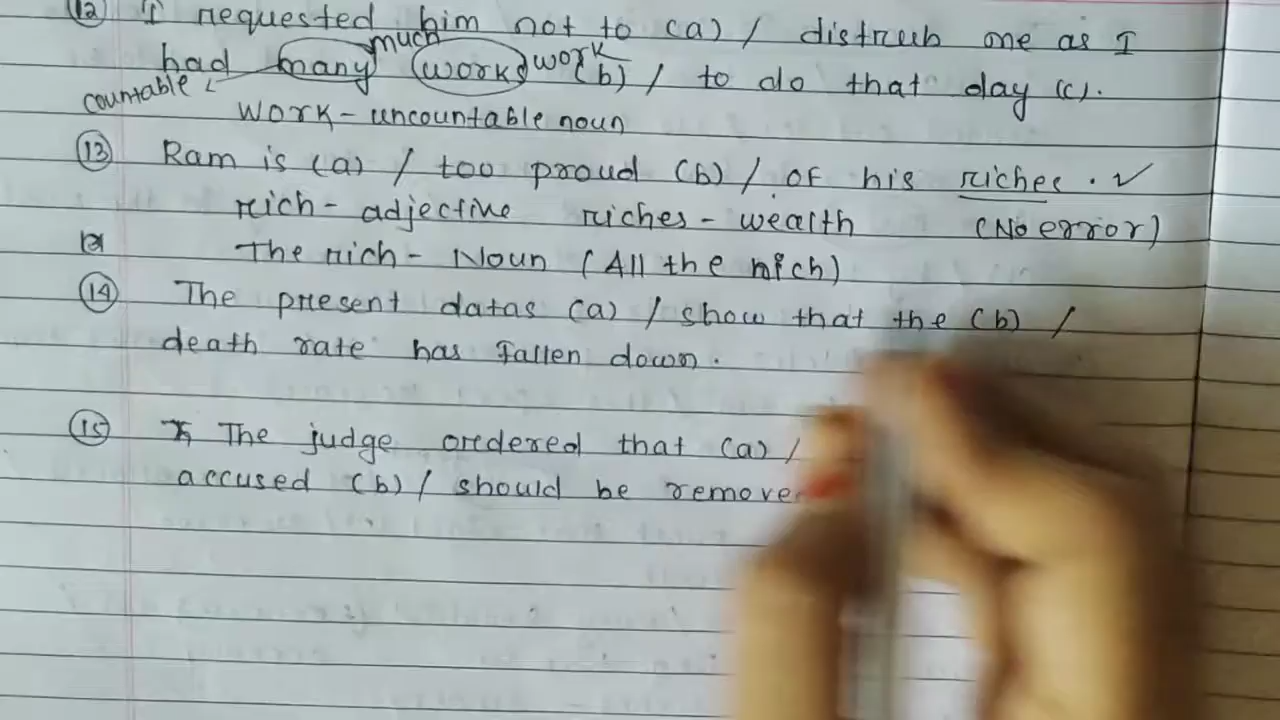 (12) I requested him not to (a) / distrub one as I
much work
had many works (b) / to do that day (c).
countable
work - uncountable noun
(13) Ram is (a) / too proud (b) / of his riches. ✓
rich - adjective riches - wealth (No error)
The rich - Noun (All the rich)
(14) The present datas (a) / show that the (b) /
death rate has fallen down.
(15) The judge ordered that (a) /
accused (b) / should be remove